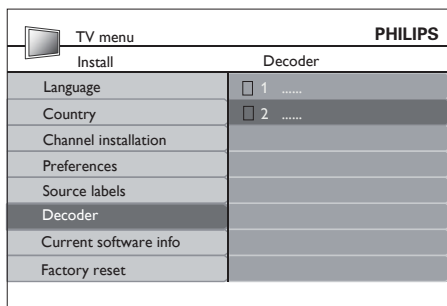 TV menu PHILIPS
Install Decoder
Language 1 ......
Country 2 ......
Channel installation
Preferences
Source labels
Decoder
Current software info
Factory reset